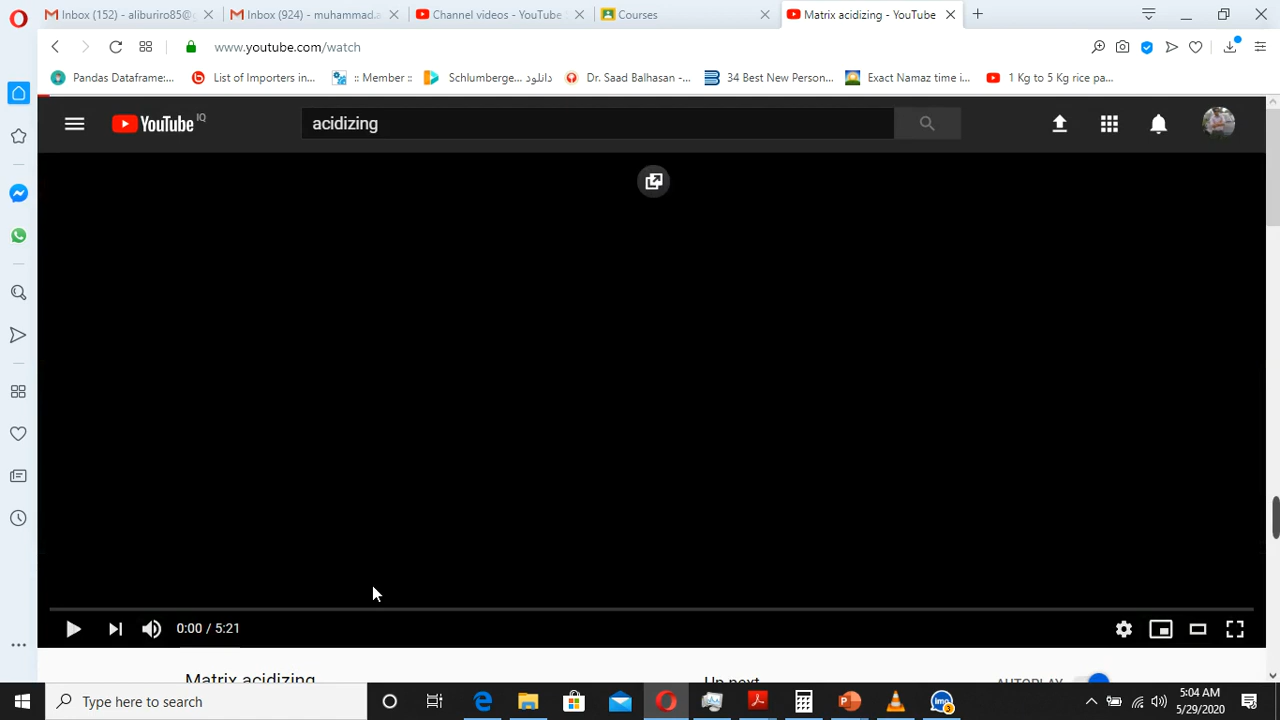 Inbox (152) - aliburiro85@g
Inbox (924) - muhammad.a
Channel videos - YouTube S
Courses
Matrix acidizing - YouTube
www.youtube.com/watch
Pandas Dataframe:...
List of Importers in...
:: Member ::
Schlumberge... دانلود
Dr. Saad Balhasan -...
34 Best New Person...
Exact Namaz time i...
1 Kg to 5 Kg rice pa...
YouTube IQ
acidizing
0:00 / 5:21
Matrix acidizing
Up next
AUTOPLAY
Type here to search
imo
3
5:04 AM
5/29/2020